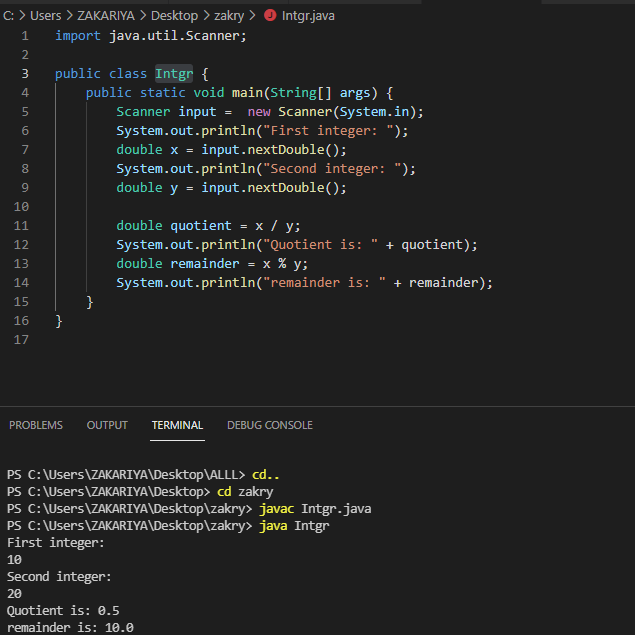 C: > Users > ZAKARIYA > Desktop > zakry > J Intgr.java
1 import java.util.Scanner;
2
3 public class Intgr {
4     public static void main(String[] args) {
5         Scanner input =  new Scanner(System.in);
6         System.out.println("First integer: ");
7         double x = input.nextDouble();
8         System.out.println("Second integer: ");
9         double y = input.nextDouble();
10
11         double quotient = x / y;
12         System.out.println("Quotient is: " + quotient);
13         double remainder = x % y;
14         System.out.println("remainder is: " + remainder);
15     }
16 }
17
PROBLEMS OUTPUT TERMINAL DEBUG CONSOLE
PS C:\Users\ZAKARIYA\Desktop\ALLL> cd..
PS C:\Users\ZAKARIYA\Desktop> cd zakry
PS C:\Users\ZAKARIYA\Desktop\zakry> javac Intgr.java
PS C:\Users\ZAKARIYA\Desktop\zakry> java Intgr
First integer:
10
Second integer:
20
Quotient is: 0.5
remainder is: 10.0